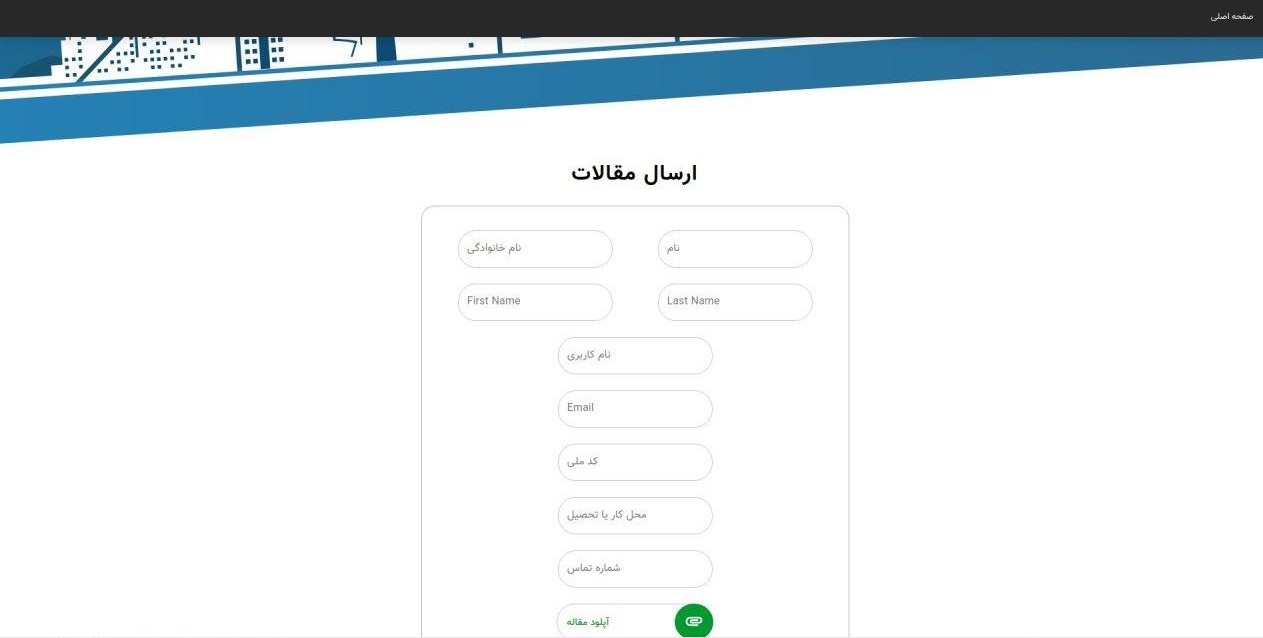 صفحه اصلی
ارسال مقالات
نام
نام خانوادگی
First Name
Last Name
نام کاربری
Email
کد ملی
محل کار یا تحصیل
شماره تماس
آپلود مقاله